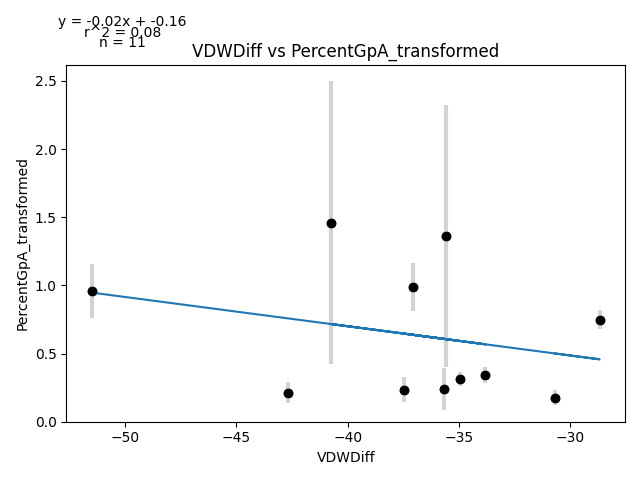 y = -0.02x + -0.16
r^2 = 0.08
n = 11
VDWDiff vs PercentGpA_transformed
2.5
2.0
1.5
1.0
0.5
0.0
PercentGpA_transformed
−50
−45
−40
−35
−30
VDWDiff